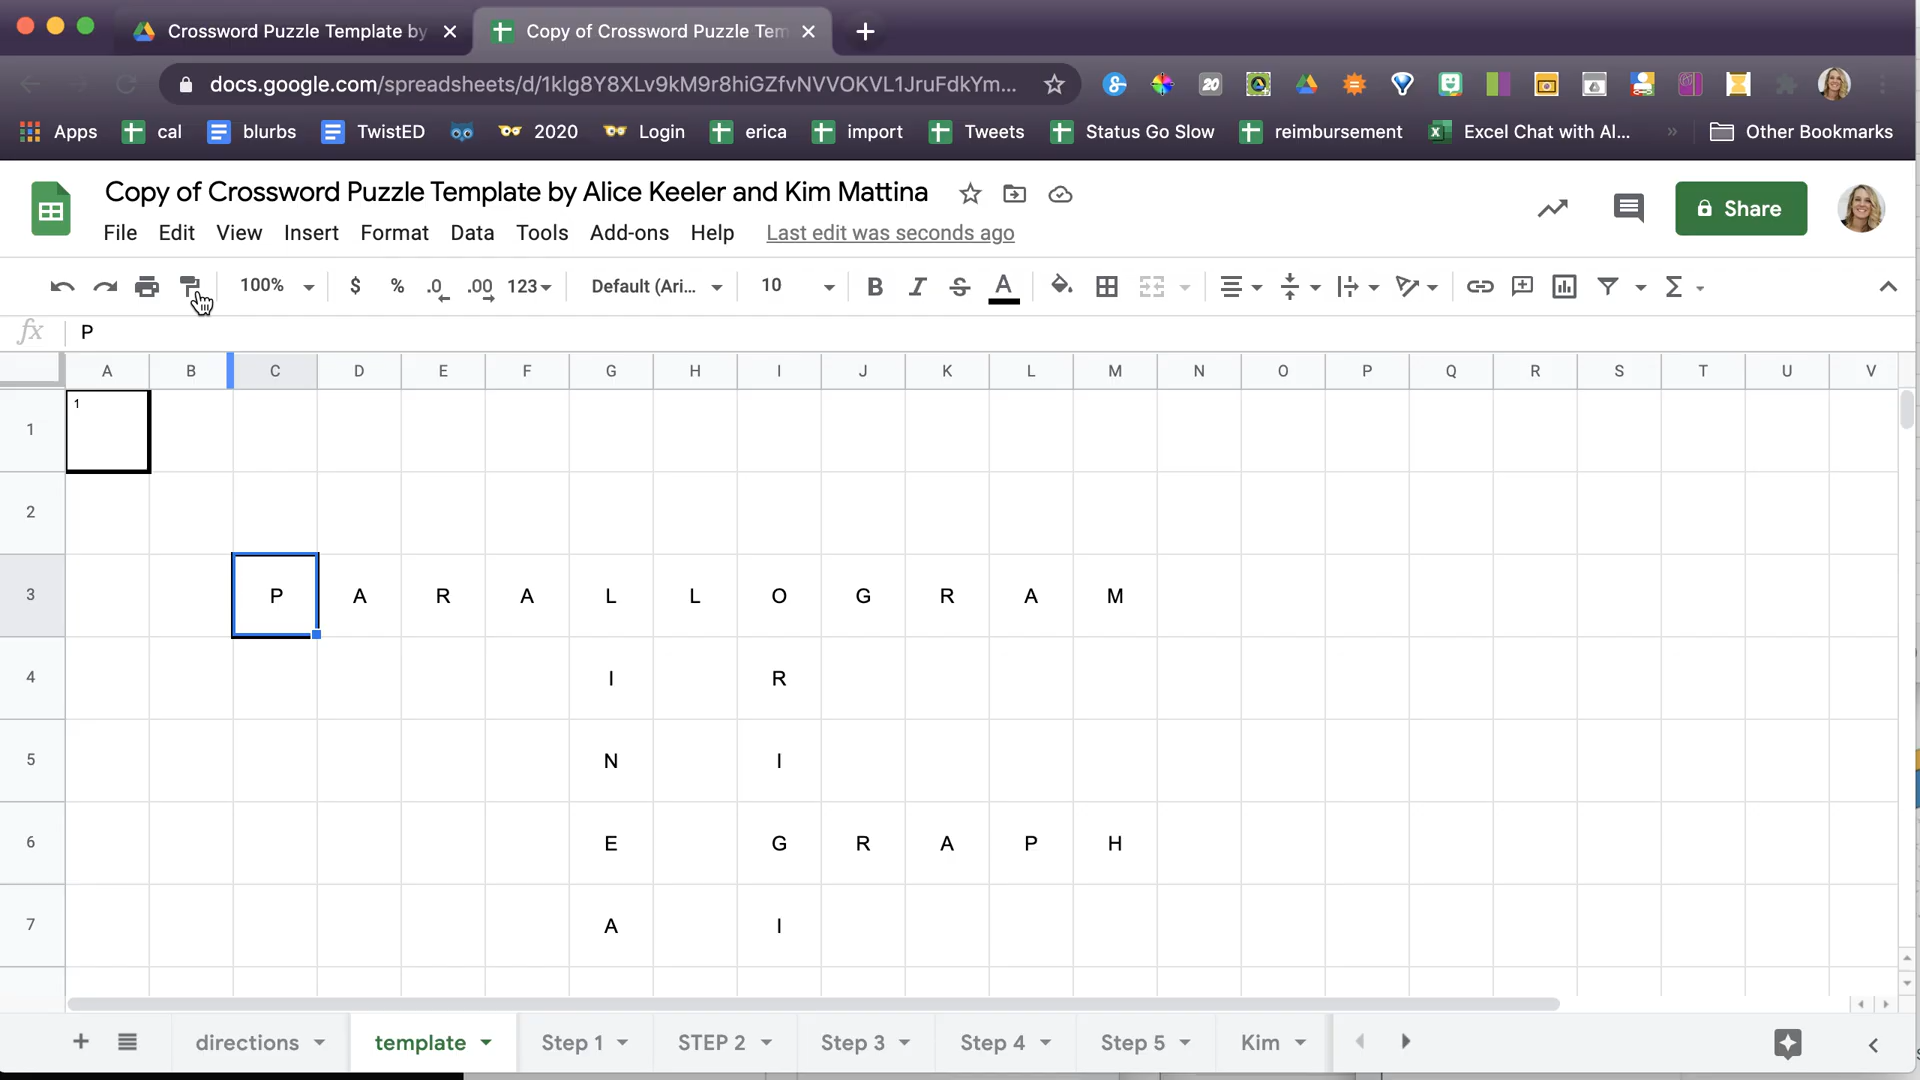 Crossword Puzzle Template by
Copy of Crossword Puzzle Tem
docs.google.com/spreadsheets/d/1klg8Y8XLv9kM9r8hiGZfvNVVOKVL1JruFdkYm...
20
Apps cal blurbs TwistED 2020 Login erica import Tweets Status Go Slow reimbursement Excel Chat with Al... » Other Bookmarks
Copy of Crossword Puzzle Template by Alice Keeler and Kim Mattina
Share
File Edit View Insert Format Data Tools Add-ons Help Last edit was seconds ago
100% $ % .0 .00 123 Default (Ari... 10 B I S A Σ
fx P
A B C D E F G H I J K L M N O P Q R S T U V
1 1
2
3 P A R A L L O G R A M
4 I R
5 N I
6 E G R A P H
7 A I
+ directions template Step 1 STEP 2 Step 3 Step 4 Step 5 Kim